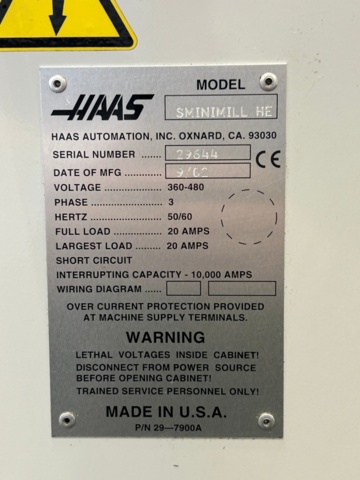 MODEL
HAAS
SMINIMILL HE
HAAS AUTOMATION, INC. OXNARD, CA. 93030
SERIAL NUMBER ....... 29644
CE
DATE OF MFG ............. 9/02
VOLTAGE ................... 360-480
PHASE ........................ 3
HERTZ ........................ 50/60
FULL LOAD ................ 20 AMPS
LARGEST LOAD ......... 20 AMPS
SHORT CIRCUIT
INTERRUPTING CAPACITY - 10,000 AMPS
WIRING DIAGRAM ......
OVER CURRENT PROTECTION PROVIDED
AT MACHINE SUPPLY TERMINALS.
WARNING
LETHAL VOLTAGES INSIDE CABINET!
DISCONNECT FROM POWER SOURCE
BEFORE OPENING CABINET!
TRAINED SERVICE PERSONNEL ONLY!
MADE IN U.S.A.
P/N 29-7900A